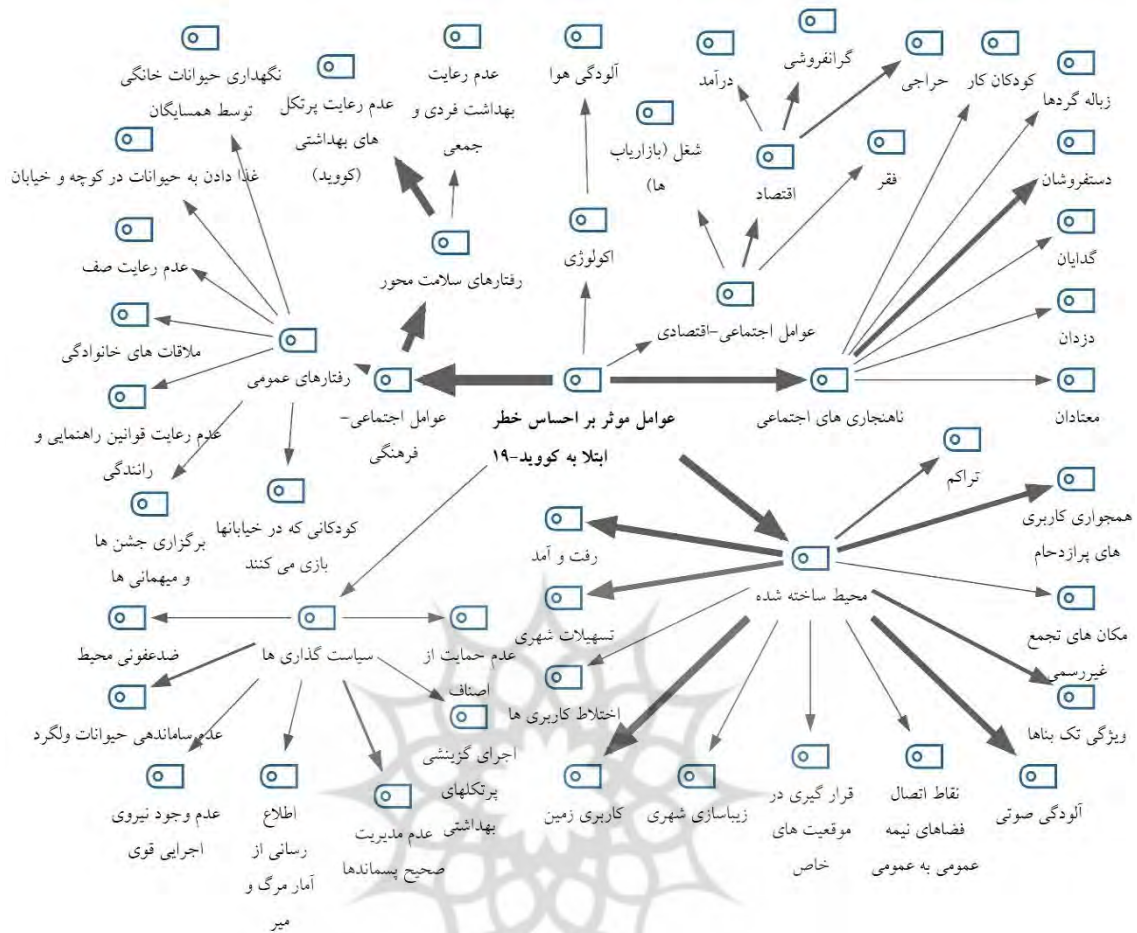 نگهداری حیوانات خانگی
توسط همسایگان
عدم رعایت پرتکل
های بهداشتی
(کووید)
عدم رعایت
بهداشت فردی و
جمعی
آلودگی هوا
شغل (بازاریاب
ها)
درآمد
گرانفروشی
حراجی
کودکان کار
زباله گردها
اقتصاد
فقر
دستفروشان
غذا دادن به حیوانات در کوچه و خیابان
عدم رعایت صف
رفتارهای سلامت محور
اکولوژی
گدایان
عوامل اجتماعی-اقتصادی
دزدان
ملاقات های خانوادگی
رفتارهای عمومی
عوامل اجتماعی-
فرهنگی
عوامل موثر بر احساس خطر
ابتلا به کووید-۱۹
ناهنجاری های اجتماعی
معتادان
عدم رعایت قوانین راهنمایی و
رانندگی
برگزاری جشن ها
و میهمانی ها
کودکانی که در خیابانها
بازی می کنند
تراکم
همجواری کاربری
های پرازدحام
رفت و آمد
محیط ساخته شده
مکان های تجمع
غیررسمی
تسهیلات شهری
ضدعفونی محیط
سیاست گذاری ها
عدم حمایت از
اصناف
اختلاط کاربری ها
ویژگی تک بناها
عدم ساماندهی حیوانات ولگرد
اجرای گزینشی
پرتکلهای
بهداشتی
عدم وجود نیروی
اجرایی قوی
اطلاع
رسانی از
آمار مرگ و
میر
عدم مدیریت
صحیح پسماندها
کاربری زمین
زیباسازی شهری
قرار گیری در
موقعیت های
خاص
نقاط اتصال
فضاهای نیمه
عمومی به عمومی
آلودگی صوتی